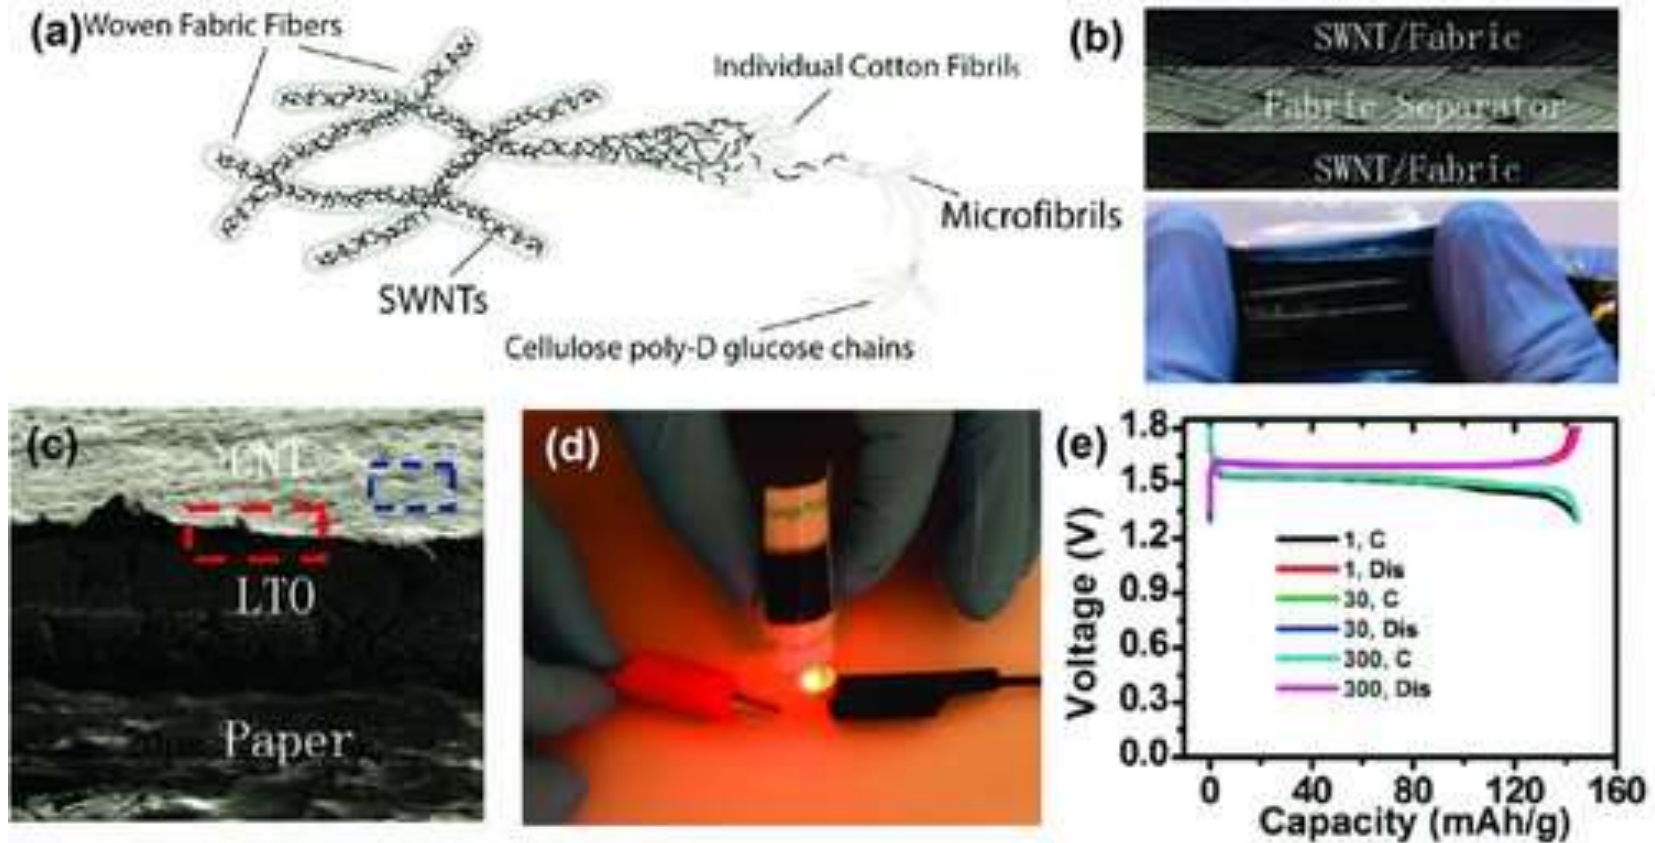 (a) Woven Fabric Fibers
Individual Cotton Fibrils
Microfibrils
SWNTs
Cellulose poly-D glucose chains
(b)
SWNT/Fabric
Fabric Separator
SWNT/Fabric
(c)
CNT
LTO
Paper
(d)
(e)
1.8
1.5
1.2
0.9
0.6
0.3
0.0
Voltage (V)
1, C
1, Dis
30, C
30, Dis
300, C
300, Dis
0 40 80 120 160
Capacity (mAh/g)